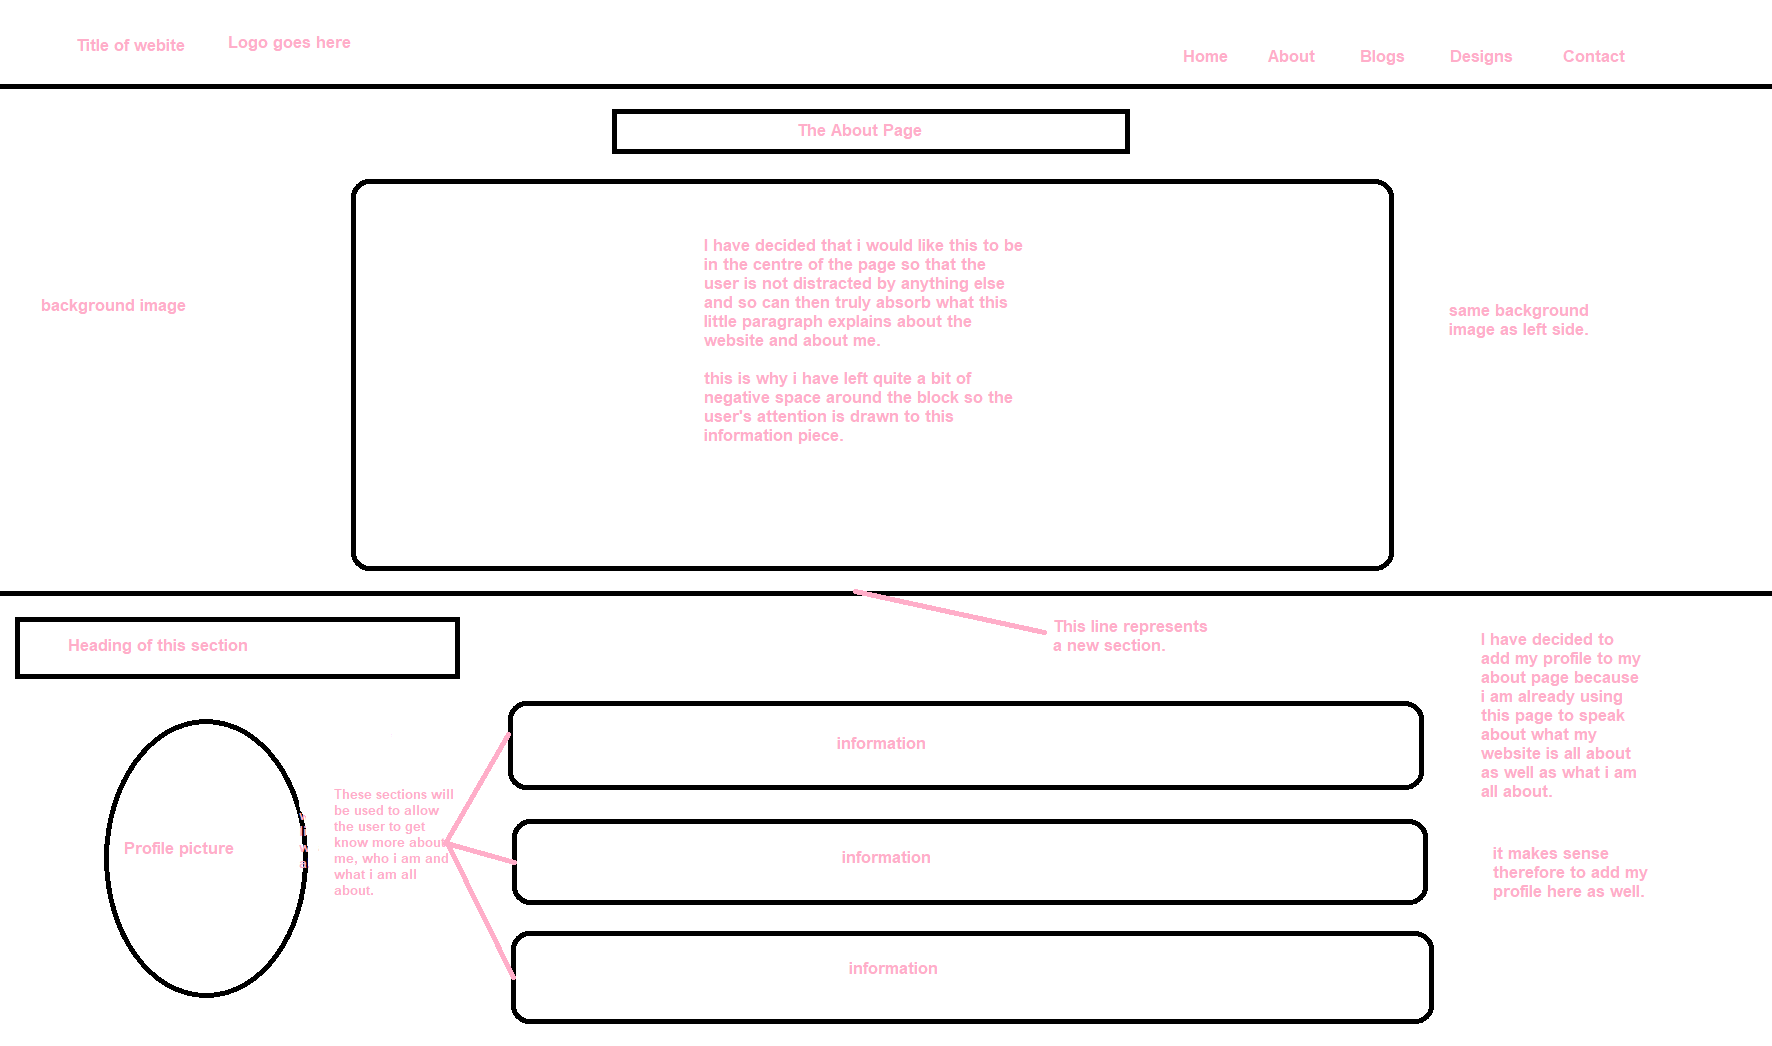 Title of webite
Logo goes here
Home
About
Blogs
Designs
Contact
The About Page
I have decided that i would like this to be
in the centre of the page so that the
user is not distracted by anything else
and so can then truly absorb what this
little paragraph explains about the
website and about me.
this is why i have left quite a bit of
negative space around the block so the
user's attention is drawn to this
information piece.
background image
same background
image as left side.
This line represents
a new section.
Heading of this section
Profile picture
These sections will
be used to allow
the user to get
know more about
me, who i am and
what i am all
about.
information
information
information
I have decided to
add my profile to my
about page because
i am already using
this page to speak
about what my
website is all about
as well as what i am
all about.
it makes sense
therefore to add my
profile here as well.